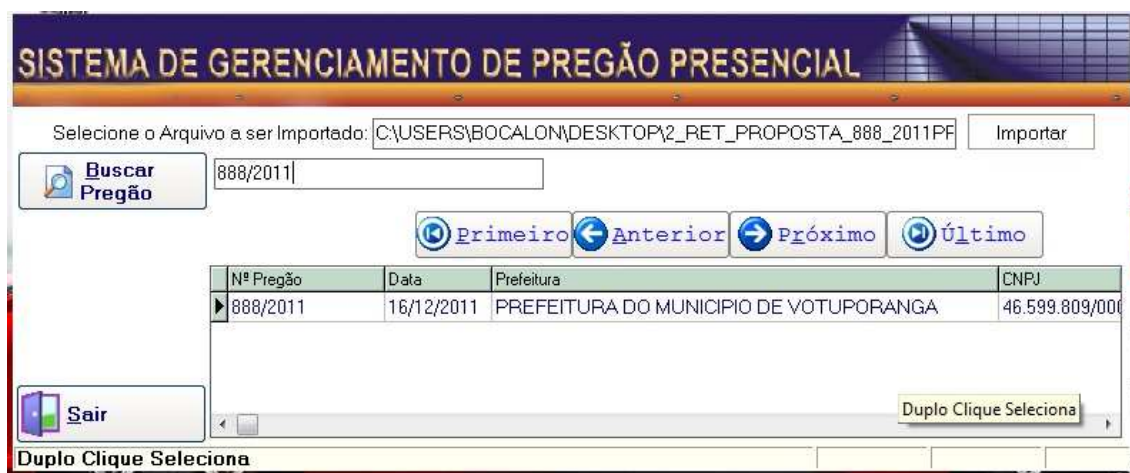 SISTEMA DE GERENCIAMENTO DE PREGÃO PRESENCIAL
Selecione o Arquivo a ser Importado: C:\USERS\BOCALON\DESKTOP\2_RET_PROPOSTA_888_2011PF Importar
Buscar Pregão 888/2011
Primeiro Anterior Próximo Último
Nº Pregão Data Prefeitura CNPJ
888/2011 16/12/2011 PREFEITURA DO MUNICIPIO DE VOTUPORANGA 46.599.809/000
Duplo Clique Seleciona
Sair
Duplo Clique Seleciona